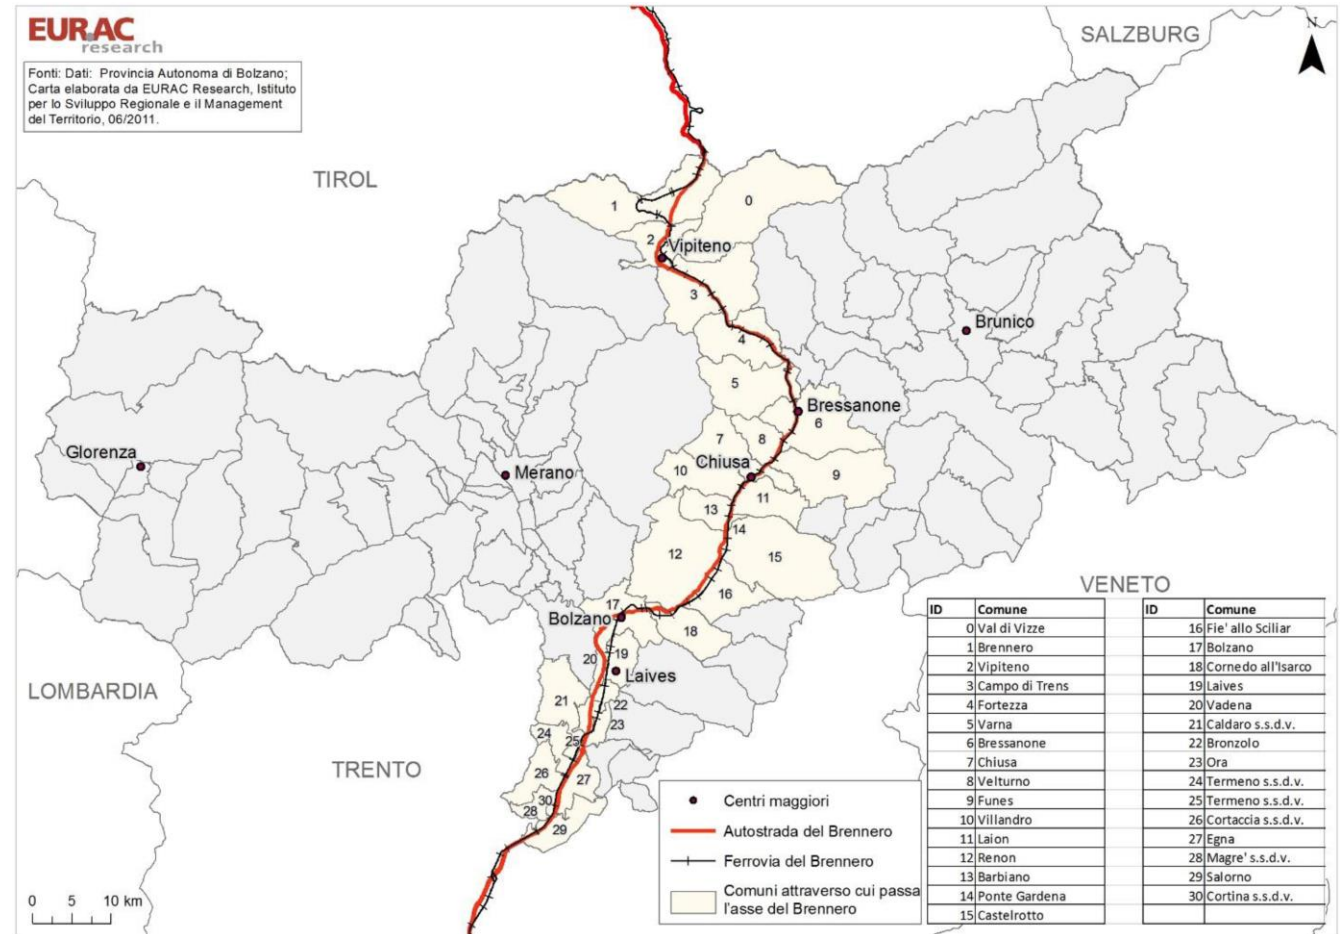 EURAC
research
Fonti: Dati: Provincia Autonoma di Bolzano;
Carta elaborata da EURAC Research, Istituto
per lo Sviluppo Regionale e il Management
del Territorio, 06/2011.
SALZBURG
N
TIROL
1
0
2
Vipiteno
3
4
Brunico
5
Bressanone
6
7
8
Glorenza
Chiusa
10
Merano
9
11
13
14
12
15
16
VENETO
17
Bolzano
18
19
20
Laives
LOMBARDIA
21
22
23
24
25
TRENTO
26
27
30
28
29
Centri maggiori
Autostrada del Brennero
Ferrovia del Brennero
Comuni attraverso cui passa
l'asse del Brennero
0 5 10 km
ID Comune ID Comune
0 Val di Vizze 16 Fie' allo Sciliar
1 Brennero 17 Bolzano
2 Vipiteno 18 Cornedo all'Isarco
3 Campo di Trens 19 Laives
4 Fortezza 20 Vadena
5 Varna 21 Caldaro s.s.d.v.
6 Bressanone 22 Bronzolo
7 Chiusa 23 Ora
8 Velturno 24 Termeno s.s.d.v.
9 Funes 25 Termeno s.s.d.v.
10 Villandro 26 Cortaccia s.s.d.v.
11 Laion 27 Egna
12 Renon 28 Magre' s.s.d.v.
13 Barbiano 29 Salorno
14 Ponte Gardena 30 Cortina s.s.d.v.
15 Castelrotto